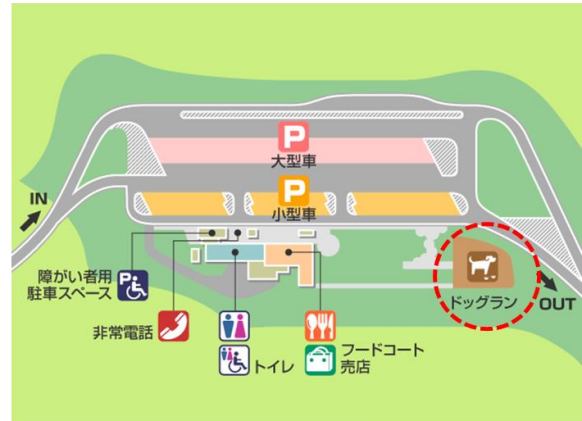 P
大型車
P
小型車
IN
障がい者用
駐車スペース
P
非常電話
トイレ
フードコート
売店
ドッグラン
OUT